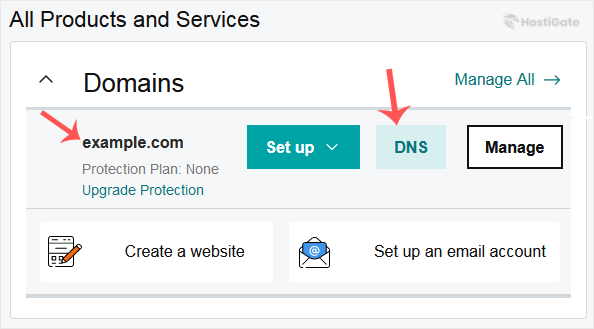 All Products and Services
HostiGate
Domains
Manage All
example.com
Set up
DNS
Manage
Protection Plan: None
Upgrade Protection
@
Create a website
Set up an email account